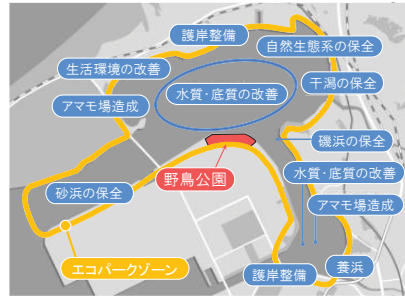 護岸整備
自然生態系の保全
生活環境の改善
干潟の保全
水質・底質の改善
アマモ場造成
磯浜の保全
野鳥公園
水質・底質の改善
砂浜の保全
アマモ場造成
エコパークゾーン
護岸整備
養浜